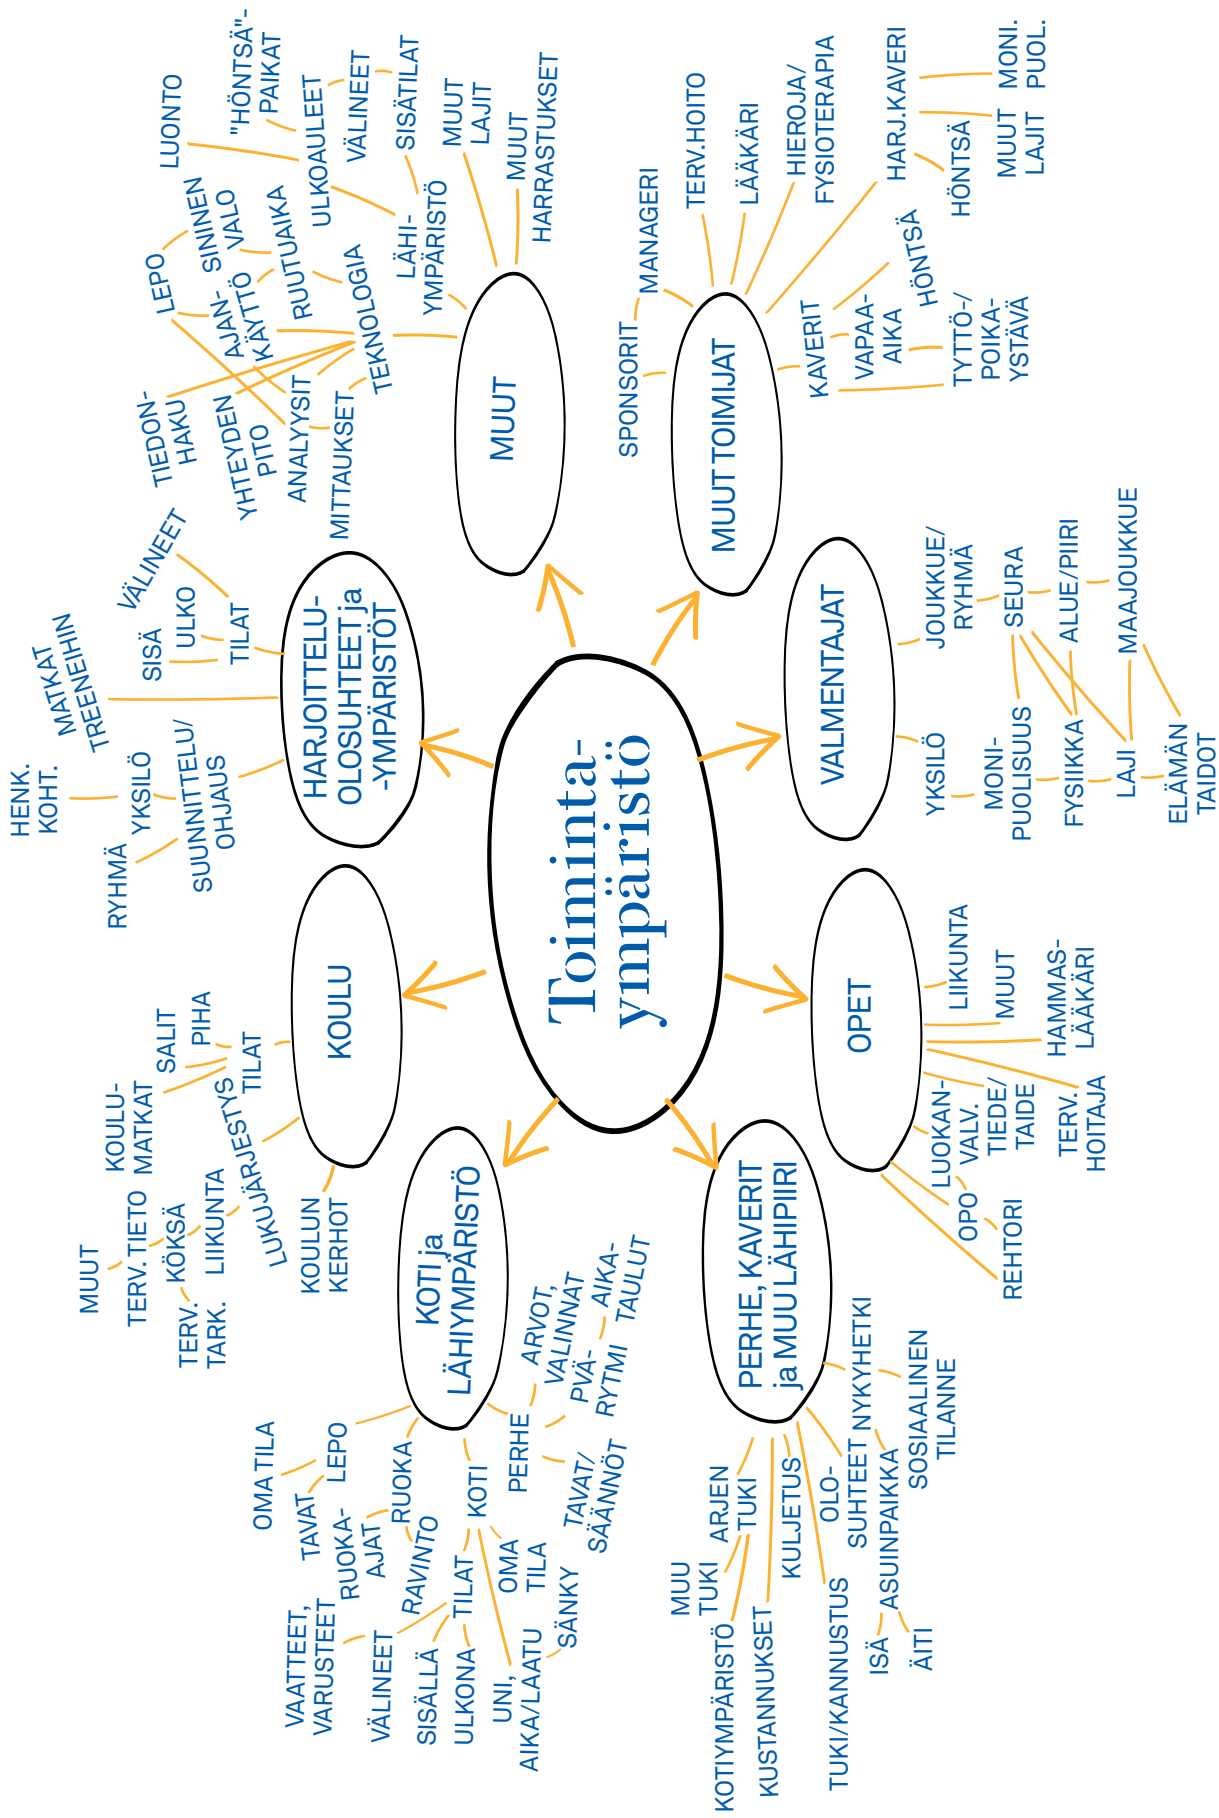 Toiminta-
ympäristö
KOTI ja
LÄHIYMPÄRISTÖ
OMA TILA
LEPO
TAVAT
RUOKA
RUOKA-
AJAT
RAVINTO
KOTI
TILAT
VÄLINEET
VAATTEET,
VARUSTEET
SISÄLLÄ
ULKONA
OMA
TILA
UNI,
AIKA/LAATU
SÄNKY
PERHE
ARVOT,
VALINNAT
PVÄ-
RYTMI
AIKA-
TAULUT
TAVAT/
SÄÄNNÖT
KOULU
TILAT
PIHA
SALIT
KOULU-
MATKAT
LUKUJÄRJESTYS
LIIKUNTA
KÖKSÄ
TERV. TIETO
MUUT
TERV.
TARK.
KOULUN
KERHOT
HARJOITTELU-
OLOSUHTEET ja
-YMPÄRISTÖT
SUUNNITTELU/
OHJAUS
RYHMÄ
YKSILÖ
HENK.
KOHT.
MATKAT
TREENEIHIN
TILAT
SISÄ
ULKO
VÄLINEET
MUUT
TEKNOLOGIA
MITTAUKSET
ANALYYSIT
YHTEYDEN
PITO
TIEDON-
HAKU
AJAN-
KÄYTTÖ
RUUTUAIKA
SININEN
VALO
LEPO
LÄHI-
YMPÄRISTÖ
ULKOAULEET
LUONTO
"HÖNTSÄ"-
PAIKAT
VÄLINEET
SISÄTILAT
MUUT
LAJIT
MUUT
HARRASTUKSET
MUUT TOIMIJAT
SPONSORIT
MANAGERI
TERV.HOITO
LÄÄKÄRI
HIEROJA/
FYSIOTERAPIA
HARJ.KAVERI
HÖNTSÄ
MUUT
LAJIT
MONI.
PUOL.
KAVERIT
VAPAA-
AIKA
HÖNTSÄ
TYTTÖ-/
POIKA-
YSTÄVÄ
VALMENTAJAT
JOUKKUE/
RYHMÄ
SEURA
ALUE/PIIRI
MAAJOUKKUE
YKSILÖ
MONI-
PUOLISUUS
FYSIIKKA
LAJI
ELÄMÄN
TAIDOT
OPET
LIIKUNTA
MUUT
HAMMAS-
LÄÄKÄRI
TERV.
HOITAJA
TIEDE/
TAIDE
LUOKAN-
VALV.
OPO
REHTORI
PERHE, KAVERIT
ja MUU LÄHIPIIRI
ARJEN
TUKI
MUU
TUKI
KOTIYMPÄRISTÖ
KUSTANNUKSET
KULJETUS
TUKI/KANNUSTUS
OLO-
SUHTEET
NYKYHETKI
SOSIAALINEN
TILANNE
ASUINPAIKKA
ISÄ
ÄITI